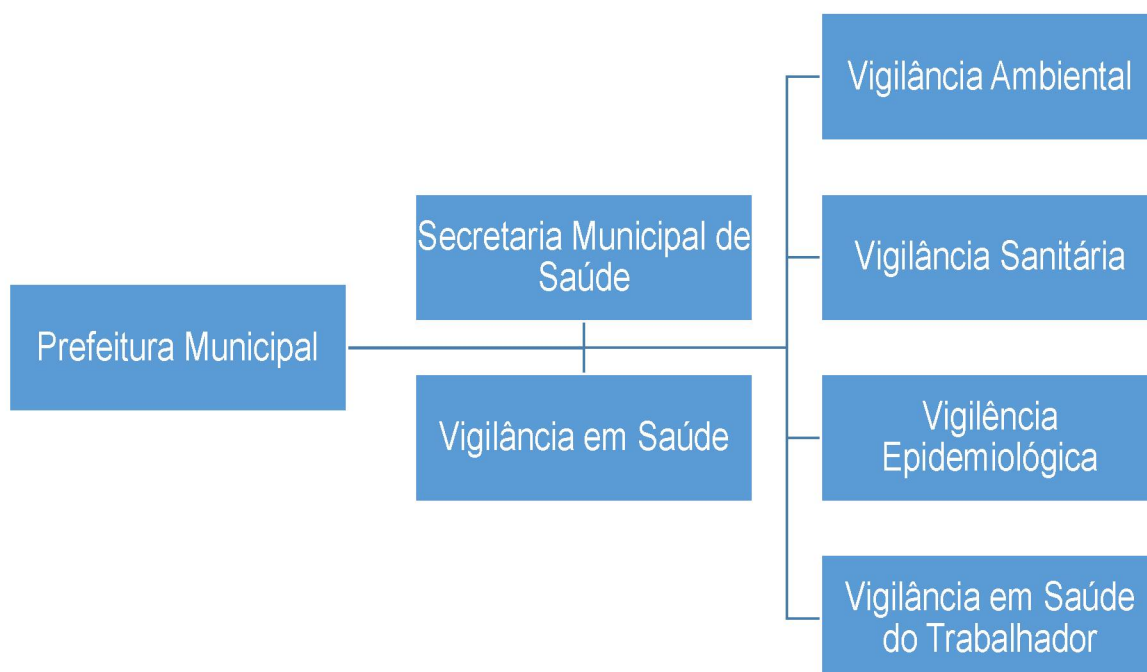 Prefeitura Municipal
Secretaria Municipal de
Saúde
Vigilância em Saúde
Vigilância Ambiental
Vigilância Sanitária
Vigilência
Epidemiológica
Vigilância em Saúde
do Trabalhador